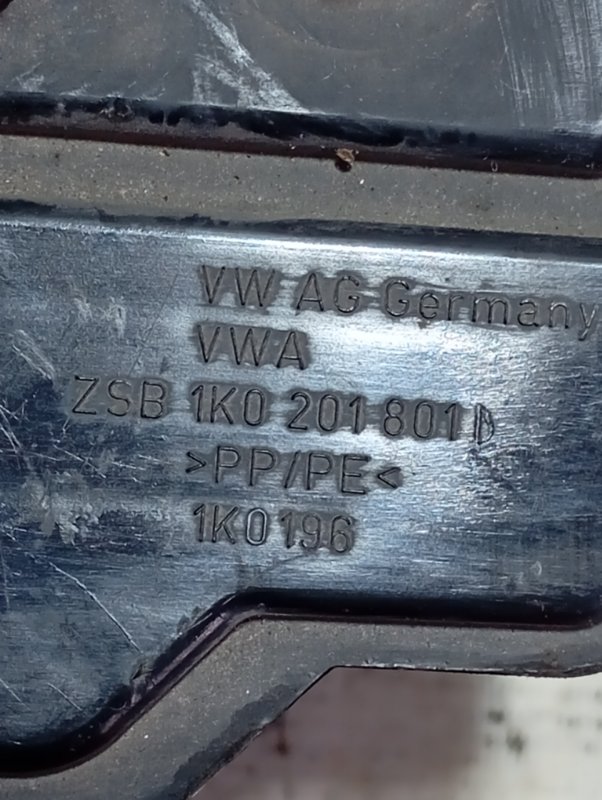 VW AG Germany
VWA
ZSB 1K0 201 801 D
>PP/PE<
1K0196